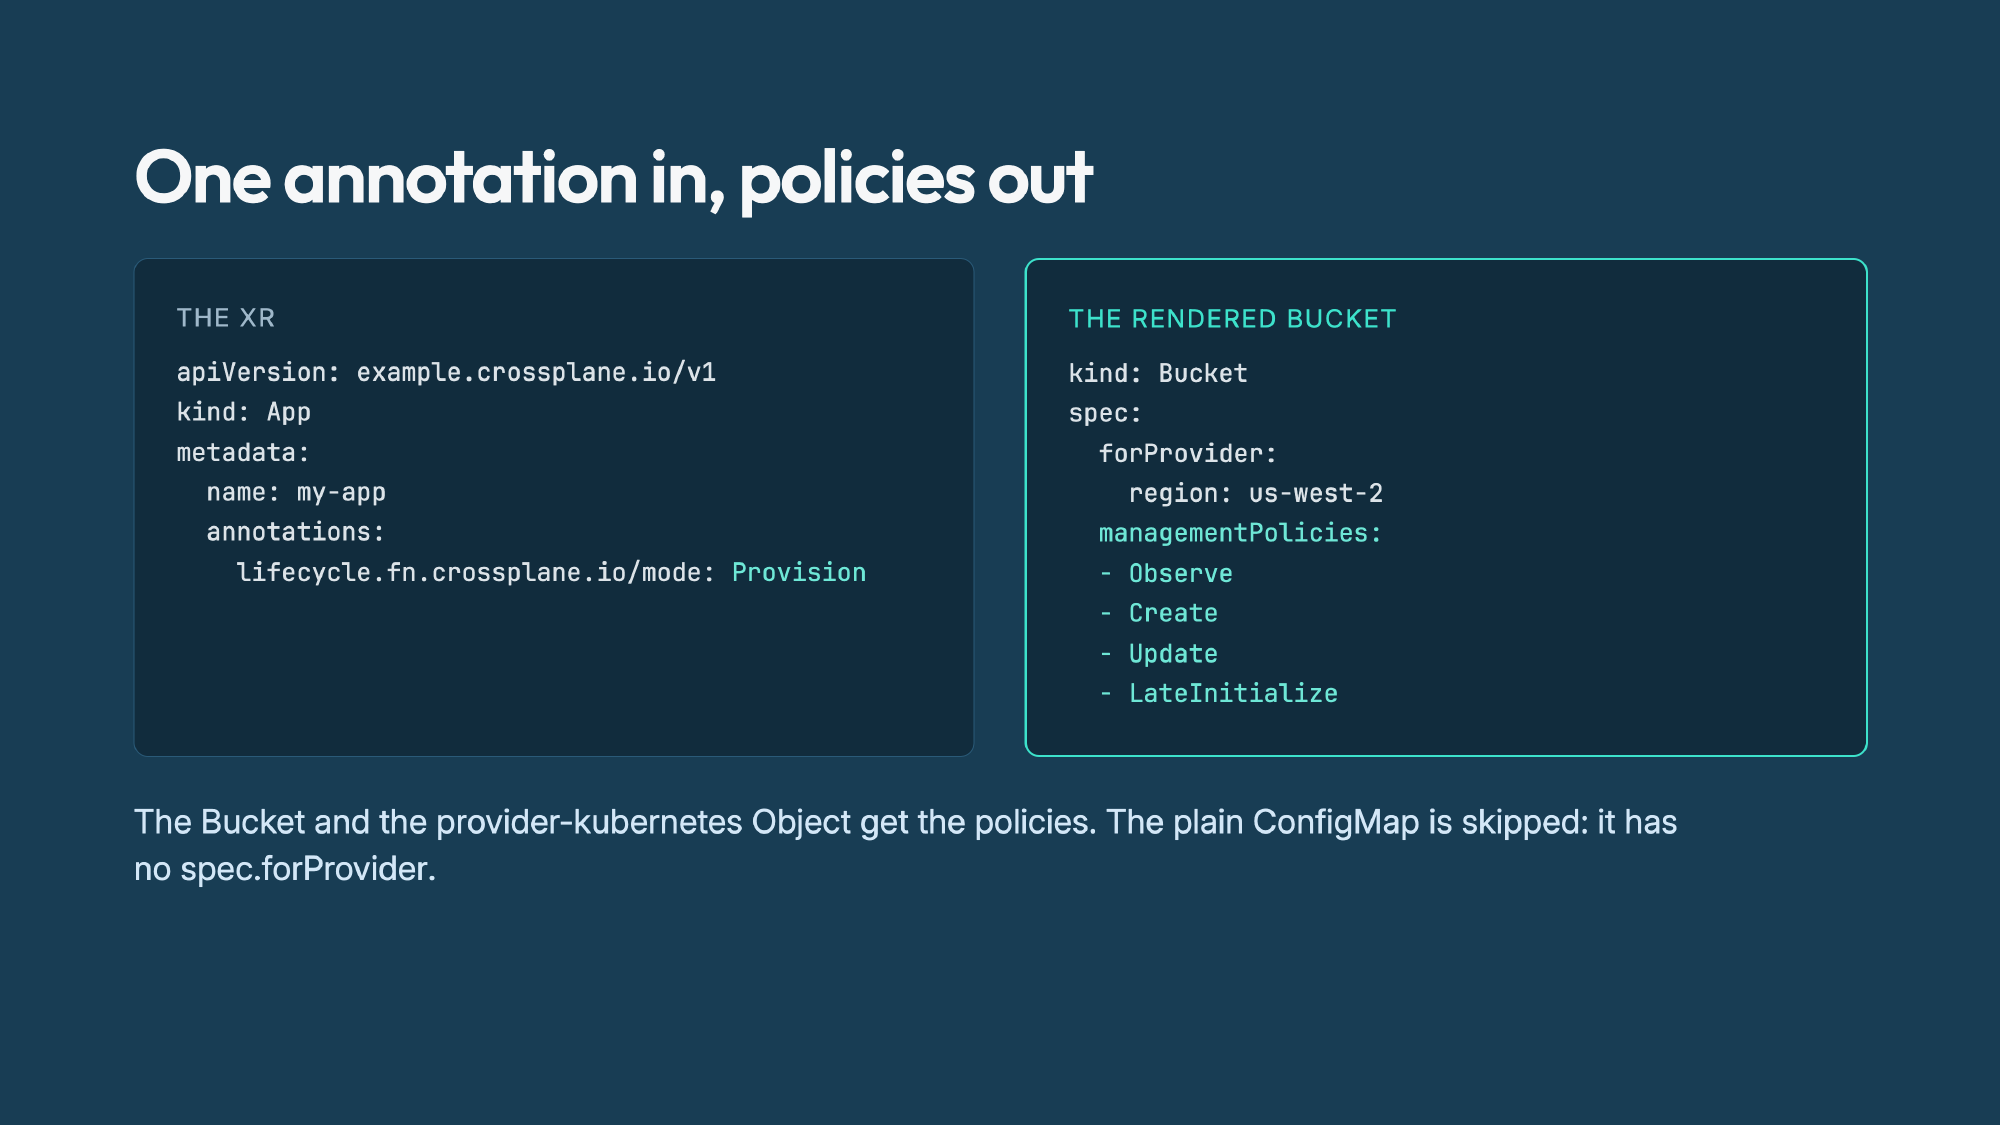 One annotation in, policies out
THE XR
apiVersion: example.crossplane.io/v1
kind: App
metadata:
  name: my-app
  annotations:
    lifecycle.fn.crossplane.io/mode: Provision
THE RENDERED BUCKET
kind: Bucket
spec:
  forProvider:
    region: us-west-2
  managementPolicies:
  - Observe
  - Create
  - Update
  - LateInitialize
The Bucket and the provider-kubernetes Object get the policies. The plain ConfigMap is skipped: it has
no spec.forProvider.